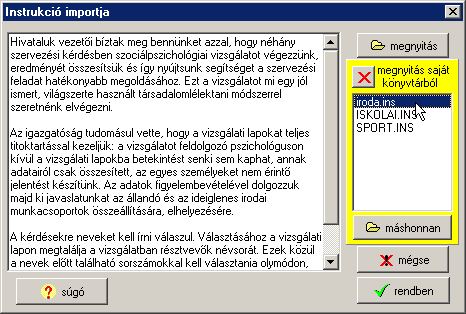 Instrukció importja
Hivataluk vezetői bíztak meg bennünket azzal, hogy néhány
szervezési kérdésben szociálpszichológiai vizsgálatot végezzünk,
eredményét összesítsük és így nyújtsunk segítséget a szervezési
feladat hatékonyabb megoldásához. Ezt a vizsgálatot mi egy jól
ismert, világszerte használt társadalomlélektani módszerrel
szeretnénk elvégezni.
Az igazgatóság tudomásul vette, hogy a vizsgálati lapokat teljes
titoktartással kezeljük: a vizsgálatot feldolgozó pszichológuson
kívül a vizsgálati lapokba betekintést senki sem kaphat, annak
adatairól csak összesített, az egyes személyeket nem érintő
jelentést készítünk. Az adatok figyelembevételével dolgozzuk
majd ki javaslatunkat az állandó és az ideiglenes irodai
munkacsoportok összeállítására, elhelyezésére.
A kérdésekre neveket kell írni válaszul. Választásához a vizsgálati
lapon megtalálja a vizsgálatban résztvevők névsorát. Ezek közül
a nevek előtt található sorszámokkal kell választania olymódon,
súgó
megnyitás
megnyitás saját
könyvtárból
iroda.ins
ISKOLAI.INS
SPORT.INS
máshonnan
mégse
rendben